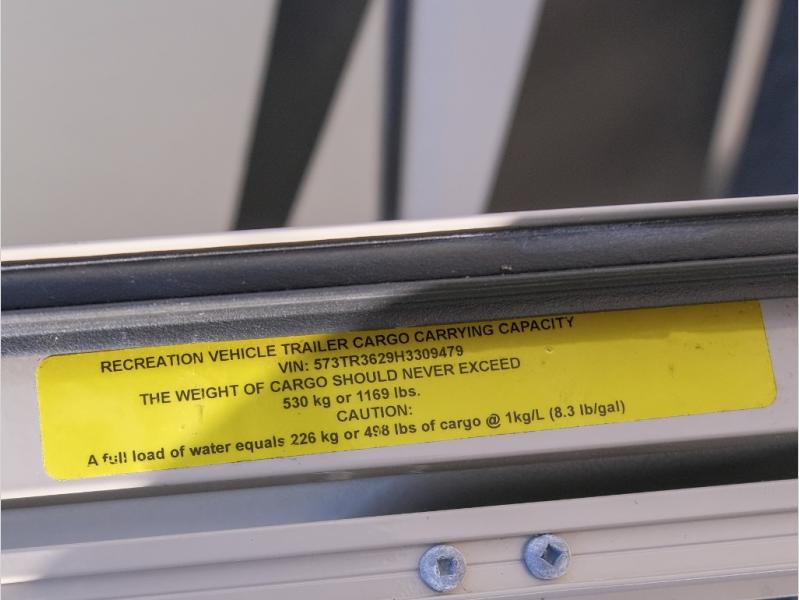 RECREATION VEHICLE TRAILER CARGO CARRYING CAPACITY
VIN: 573TR3629H3309479
THE WEIGHT OF CARGO SHOULD NEVER EXCEED
530 kg or 1169 lbs.
CAUTION:
A full load of water equals 226 kg or 498 lbs of cargo @ 1kg/L (8.3 lb/gal)